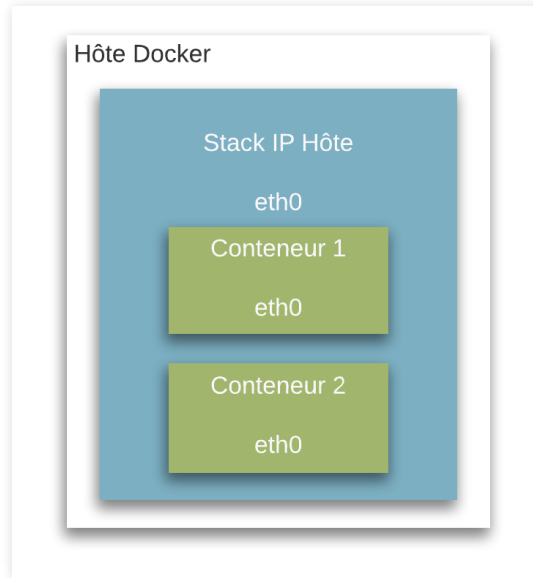 Hôte Docker
Stack IP Hôte
eth0
Conteneur 1
eth0
Conteneur 2
eth0